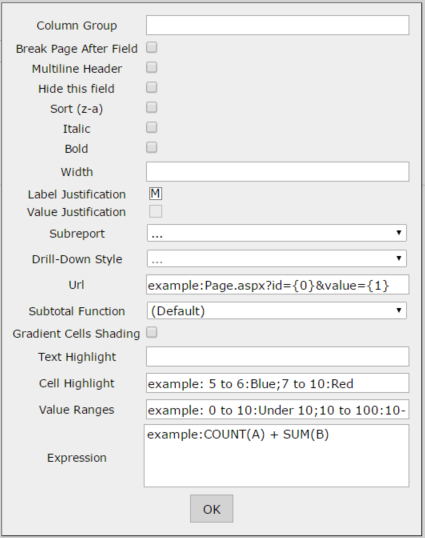 Column Group
Break Page After Field
Multiline Header
Hide this field
Sort (z-a)
Italic
Bold
Width
Label Justification M
Value Justification
Subreport ...
Drill-Down Style ...
Url example:Page.aspx?id={0}&value={1}
Subtotal Function (Default)
Gradient Cells Shading
Text Highlight
Cell Highlight example: 5 to 6:Blue;7 to 10:Red
Value Ranges example: 0 to 10:Under 10;10 to 100:10-
example:COUNT(A) + SUM(B)
Expression
OK